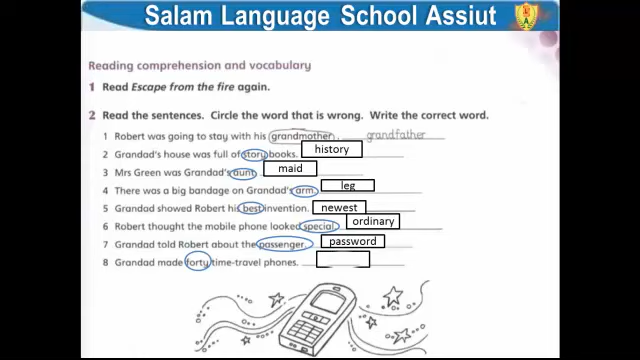 Salam Language School Assiut
Reading comprehension and vocabulary
1 Read Escape from the fire again.
2 Read the sentences. Circle the word that is wrong. Write the correct word.
1 Robert was going to stay with his grandmother. grandfather
2 Grandad's house was full of story books. history
3 Mrs Green was Grandad's aunt. maid
4 There was a big bandage on Grandad's arm. leg
5 Grandad showed Robert his best invention. newest
6 Robert thought the mobile phone looked special. ordinary
7 Grandad told Robert about the passenger. password
8 Grandad made forty time-travel phones.